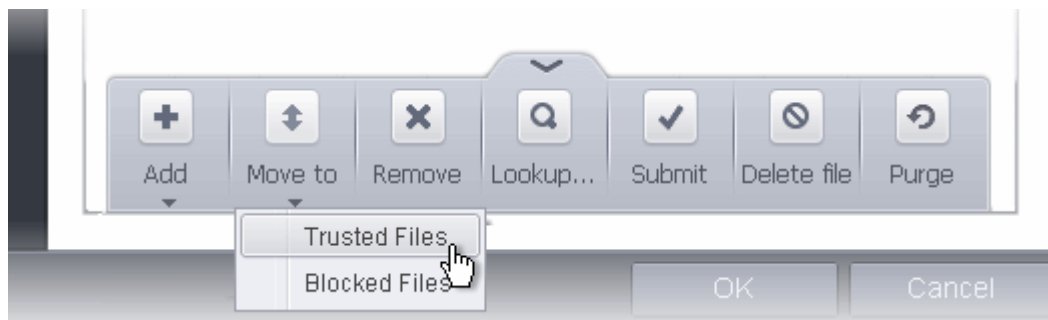 Add Move to Remove Lookup... Submit Delete file Purge
Trusted Files
Blocked Files
OK Cancel